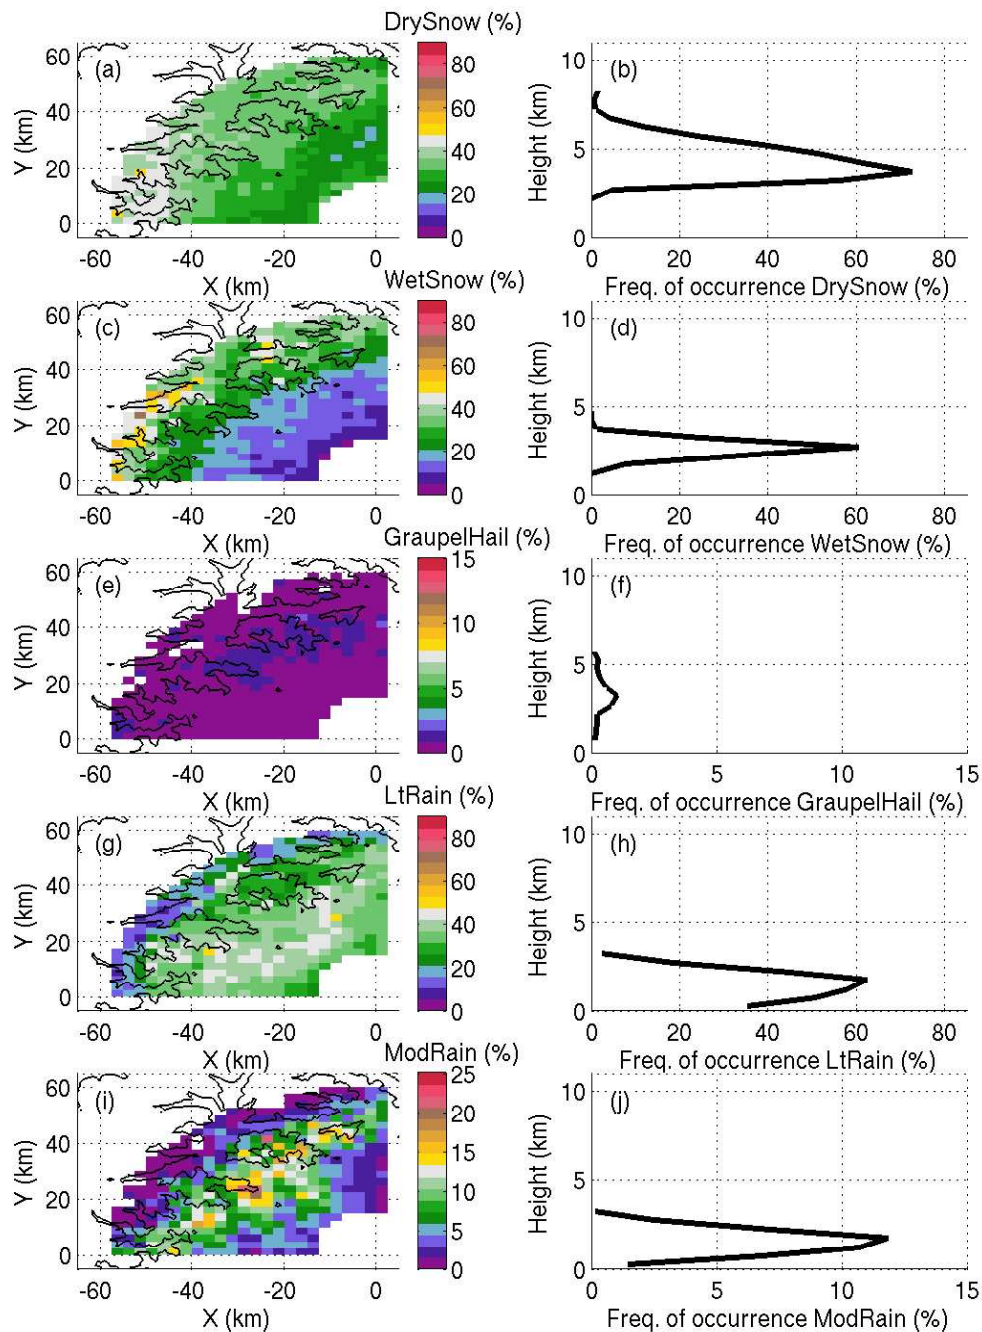 DrySnow (%)
(a)
60
40
20
0
Y (km)
-60
-40
-20
0
X (km)
80
60
40
20
0
(b)
10
5
0
Height (km)
0
20
40
60
80
Freq. of occurrence DrySnow (%)
WetSnow (%)
(c)
60
40
20
0
Y (km)
-60
-40
-20
0
X (km)
80
60
40
20
0
(d)
10
5
0
Height (km)
0
20
40
60
80
Freq. of occurrence WetSnow (%)
GraupelHail (%)
(e)
60
40
20
0
Y (km)
-60
-40
-20
0
X (km)
15
10
5
0
(f)
10
5
0
Height (km)
0
5
10
15
Freq. of occurrence GraupelHail (%)
LtRain (%)
(g)
60
40
20
0
Y (km)
-60
-40
-20
0
X (km)
80
60
40
20
0
(h)
10
5
0
Height (km)
0
20
40
60
80
Freq. of occurrence LtRain (%)
ModRain (%)
(i)
60
40
20
0
Y (km)
-60
-40
-20
0
X (km)
25
20
15
10
5
0
(j)
10
5
0
Height (km)
0
5
10
15
Freq. of occurrence ModRain (%)